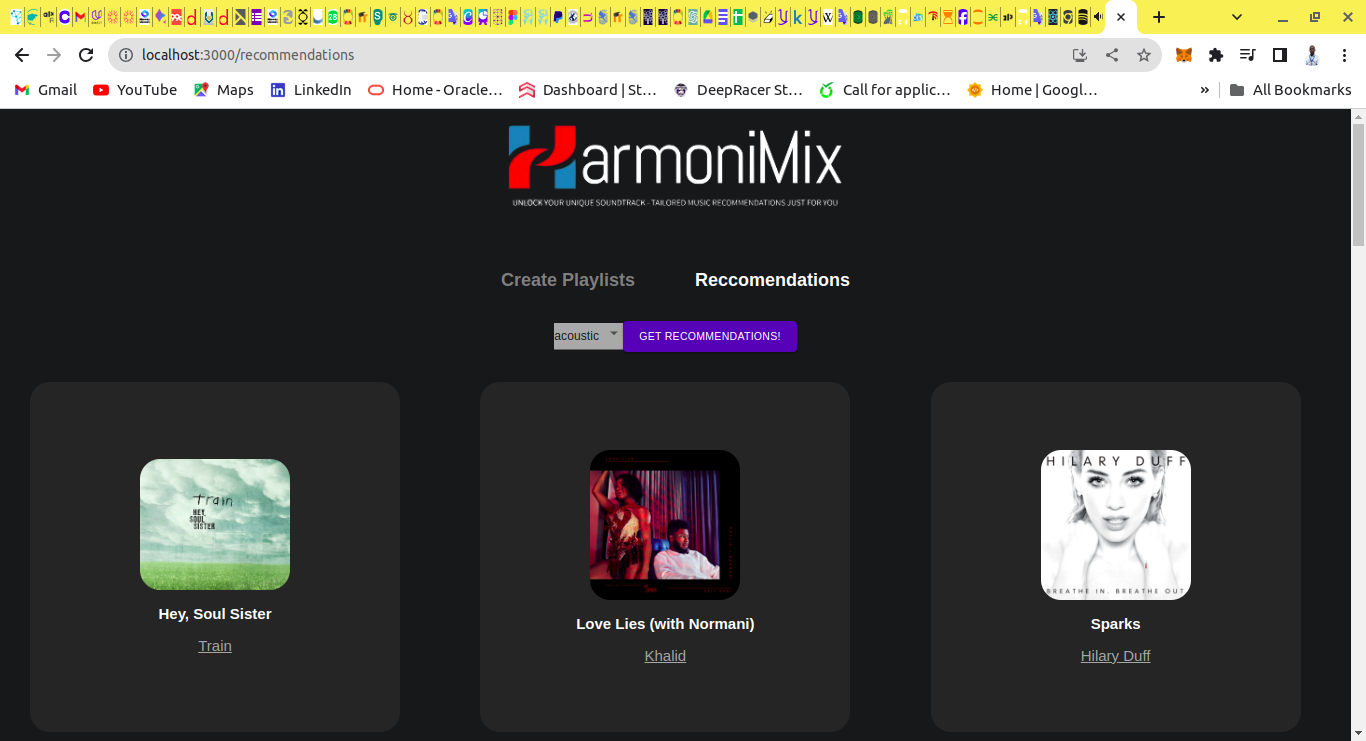 localhost:3000/recommendations
Gmail YouTube Maps LinkedIn Home - Oracle… Dashboard | St… DeepRacer St… Call for applic… Home | Googl… » All Bookmarks
HarmoniMix
UNLOCK YOUR UNIQUE SOUNDTRACK - TAILORED MUSIC RECOMMENDATIONS JUST FOR YOU
Create Playlists Reccomendations
acoustic GET RECOMMENDATIONS!
train
HEY,
SOUL
SISTER
Hey, Soul Sister
Train
Love Lies (with Normani)
Khalid
HILARY DUFF
BREATHE IN. BREATHE OUT.
Sparks
Hilary Duff